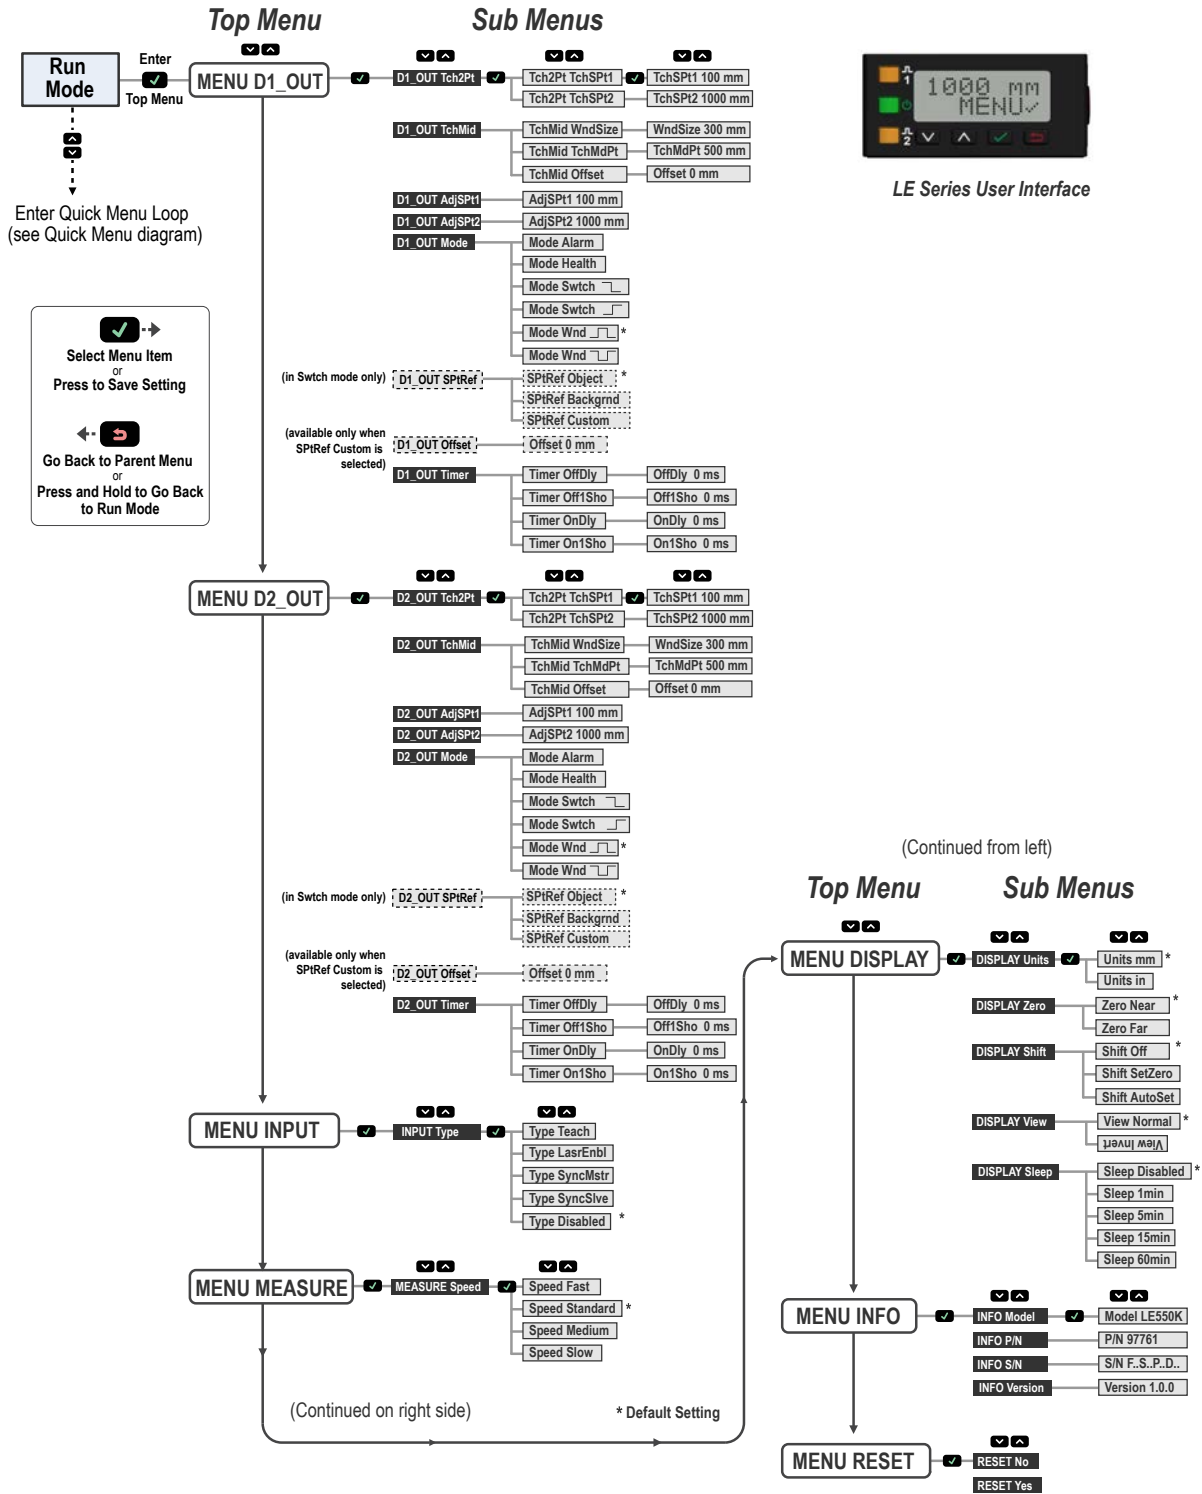 Top Menu
Sub Menus
Run
Mode
Enter
Top Menu
Enter Quick Menu Loop
(see Quick Menu diagram)
Select Menu Item
or
Press to Save Setting
Go Back to Parent Menu
or
Press and Hold to Go Back
to Run Mode
1
2
1000 mm
MENU✓
LE Series User Interface
MENU D1_OUT
D1_OUT Tch2Pt
Tch2Pt TchSPt1
TchSPt1 100 mm
Tch2Pt TchSPt2
TchSPt2 1000 mm
D1_OUT TchMid
TchMid WndSize
WndSize 300 mm
TchMid TchMdPt
TchMdPt 500 mm
TchMid Offset
Offset 0 mm
D1_OUT AdjSPt1
AdjSPt1 100 mm
D1_OUT AdjSPt2
AdjSPt2 1000 mm
D1_OUT Mode
Mode Alarm
Mode Health
Mode Swtch
Mode Swtch
Mode Wnd *
Mode Wnd
(in Swtch mode only)
D1_OUT SPtRef
SPtRef Object *
SPtRef Backgrnd
SPtRef Custom
(available only when
SPtRef Custom is
selected)
D1_OUT Offset
Offset 0 mm
D1_OUT Timer
Timer OffDly
OffDly 0 ms
Timer Off1Sho
Off1Sho 0 ms
Timer OnDly
OnDly 0 ms
Timer On1Sho
On1Sho 0 ms
MENU D2_OUT
D2_OUT Tch2Pt
Tch2Pt TchSPt1
TchSPt1 100 mm
Tch2Pt TchSPt2
TchSPt2 1000 mm
D2_OUT TchMid
TchMid WndSize
WndSize 300 mm
TchMid TchMdPt
TchMdPt 500 mm
TchMid Offset
Offset 0 mm
D2_OUT AdjSPt1
AdjSPt1 100 mm
D2_OUT AdjSPt2
AdjSPt2 1000 mm
D2_OUT Mode
Mode Alarm
Mode Health
Mode Swtch
Mode Swtch
Mode Wnd *
Mode Wnd
(in Swtch mode only)
D2_OUT SPtRef
SPtRef Object *
SPtRef Backgrnd
SPtRef Custom
(available only when
SPtRef Custom is
selected)
D2_OUT Offset
Offset 0 mm
D2_OUT Timer
Timer OffDly
OffDly 0 ms
Timer Off1Sho
Off1Sho 0 ms
Timer OnDly
OnDly 0 ms
Timer On1Sho
On1Sho 0 ms
MENU INPUT
INPUT Type
Type Teach
Type LasrEnbl
Type SyncMstr
Type SyncSlve
Type Disabled *
MENU MEASURE
MEASURE Speed
Speed Fast
Speed Standard *
Speed Medium
Speed Slow
(Continued on right side)
* Default Setting
(Continued from left)
Top Menu
Sub Menus
MENU DISPLAY
DISPLAY Units
Units mm *
Units in
DISPLAY Zero
Zero Near *
Zero Far
DISPLAY Shift
Shift Off *
Shift SetZero
Shift AutoSet
DISPLAY View
View Normal *
View Invert
DISPLAY Sleep
Sleep Disabled *
Sleep 1min
Sleep 5min
Sleep 15min
Sleep 60min
MENU INFO
INFO Model
Model LE550K
INFO P/N
P/N 97761
INFO S/N
S/N F..S..P..D..
INFO Version
Version 1.0.0
MENU RESET
RESET No
RESET Yes